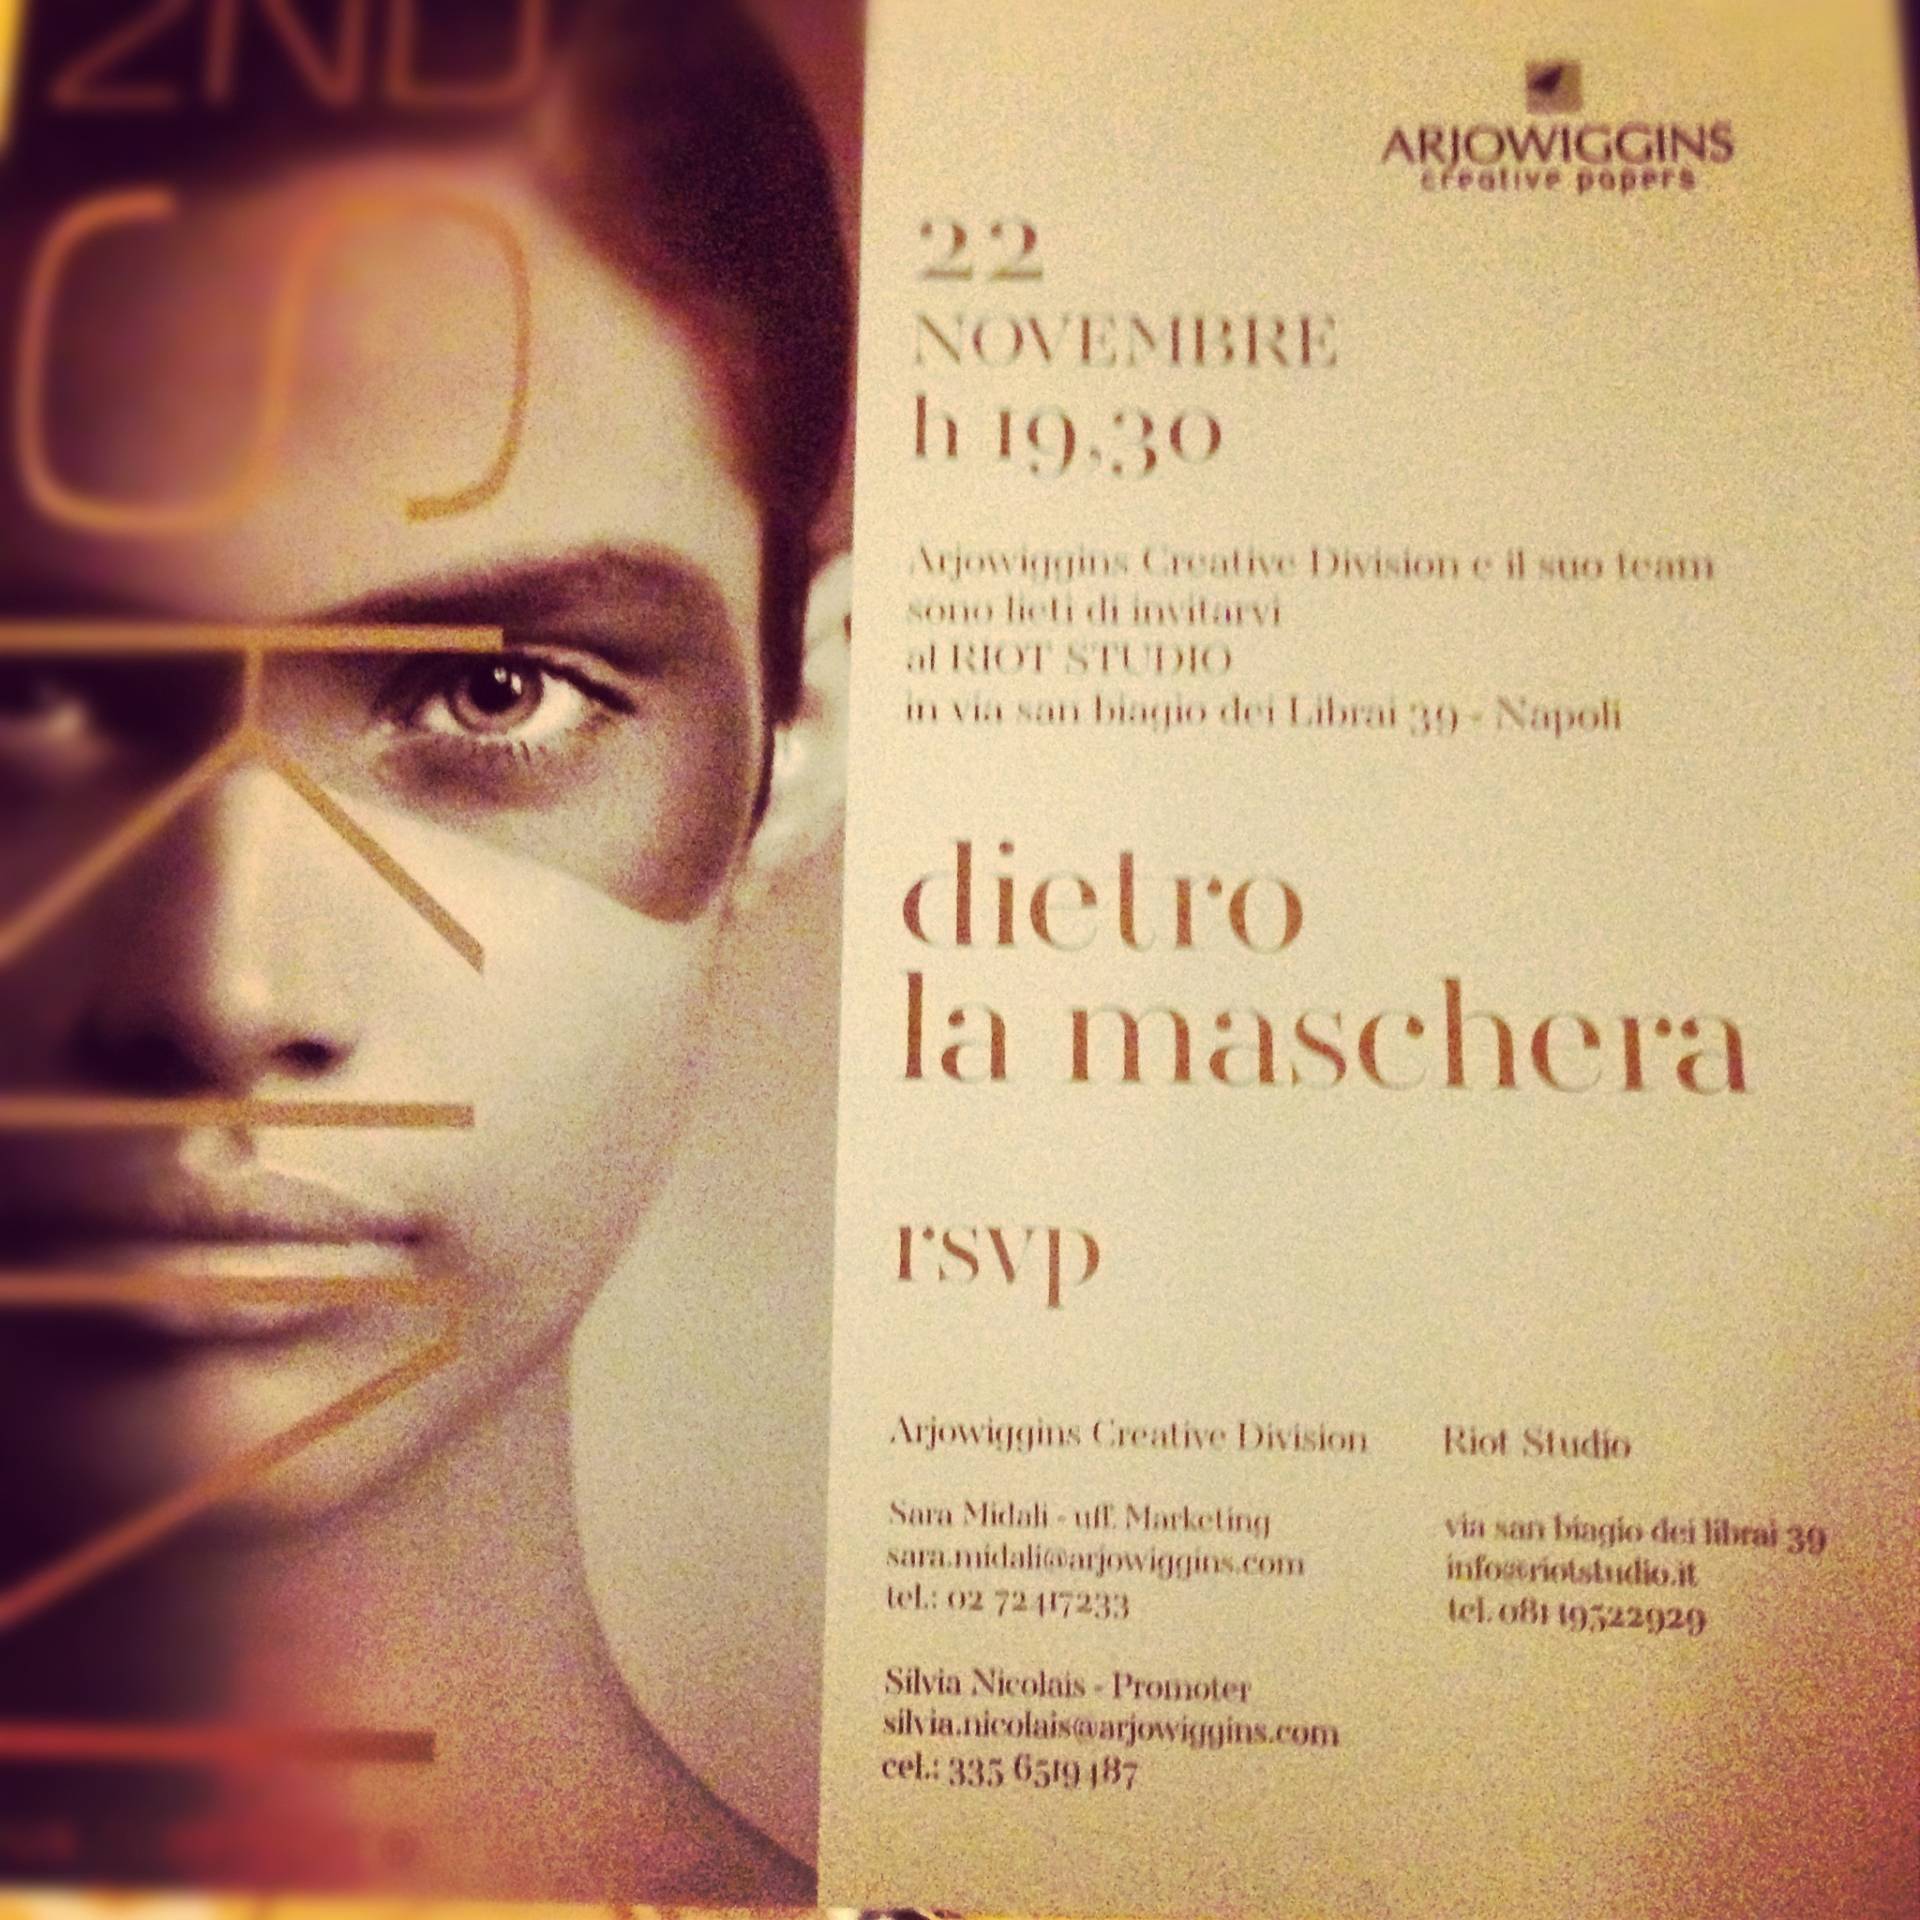 2ND
S
K
I
N
ARJOWIGGINS
creative papers
22
NOVEMBRE
h 19,30
Arjowiggins Creative Division e il suo team
sono lieti di invitarvi
al RIOT STUDIO
in via san biagio dei Librai 39 - Napoli
dietro
la maschera
rsvp
Arjowiggins Creative Division
Sara Midali - uff. Marketing
sara.midali@arjowiggins.com
tel.: 02 72417233
Silvia Nicolais - Promoter
silvia.nicolais@arjowiggins.com
cel.: 335 6519487
Riot Studio
via san biagio dei librai 39
info@riotstudio.it
tel. 081 19522929